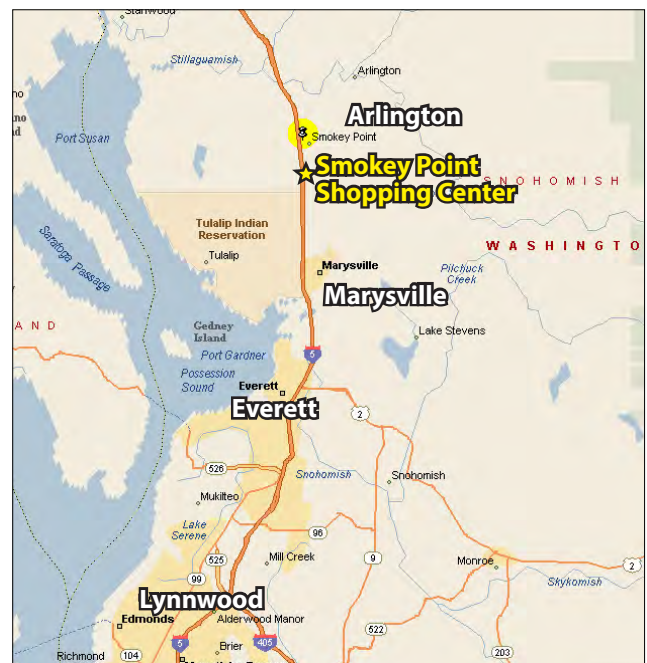 Stanwood
Stillaguamish
Arlington
no
no
d
Port Susan
Arlington
Smokey Point
Smokey Point
Shopping Center
SNOHOMISH
WASHINGTO
Tulalip Indian
Reservation
Tulalip
Saratoga Passage
Marysville
Pilchuck
Creek
Marysville
AND
Gedney
Island
Lake Stevens
Port Gardner
5
Possession
Sound
Everett
Everett
2
526
Snohomish
Snohomish
Mukilteo
Lake
Serene
96
525
Mill Creek
9
Monroe
2
99
Skykomish
Lynnwood
Edmonds
Alderwood Manor
522
5
405
Brier
203
Richmond
104